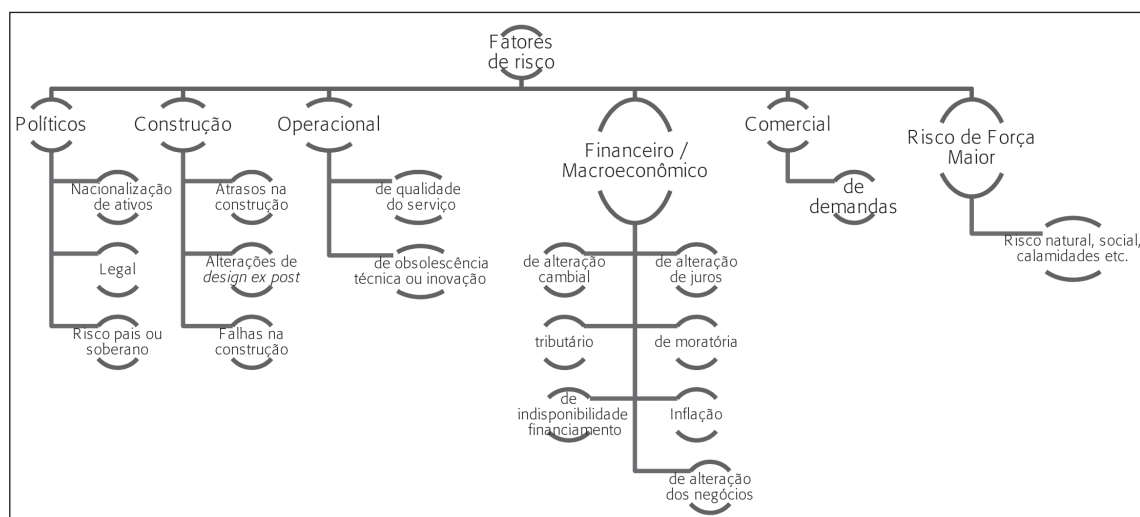 Fatores
de risco
Políticos
Construção
Operacional
Financeiro /
Macroeconômico
Comercial
Risco de Força
Maior
Nacionalização
de ativos
Legal
Risco pais ou
soberano
Atrasos na
construção
Alterações de
design ex post
Falhas na
construção
de qualidade
do serviço
de obsolescência
técnica ou inovação
de alteração
cambial
de alteração
de juros
tributário
de moratória
de
indisponibilidade
financiamento
Inflação
de alteração
dos negócios
de
demandas
Risco natural, social,
calamidades etc.